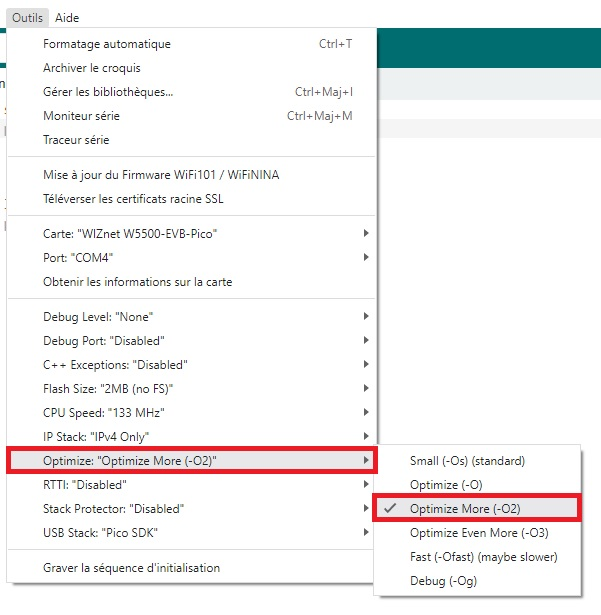 Outils Aide
Formatage automatique Ctrl+T
Archiver le croquis
Gérer les bibliothèques... Ctrl+Maj+I
Moniteur série Ctrl+Maj+M
Traceur série
Mise à jour du Firmware WiFi101 / WiFiNINA
Téléverser les certificats racine SSL
Carte: "WIZnet W5500-EVB-Pico"
Port: "COM4"
Obtenir les informations sur la carte
Debug Level: "None"
Debug Port: "Disabled"
C++ Exceptions: "Disabled"
Flash Size: "2MB (no FS)"
CPU Speed: "133 MHz"
IP Stack: "IPv4 Only"
Optimize: "Optimize More (-O2)"
RTTI: "Disabled"
Stack Protector: "Disabled"
USB Stack: "Pico SDK"
Graver la séquence d'initialisation
Small (-Os) (standard)
Optimize (-O)
Optimize More (-O2)
Optimize Even More (-O3)
Fast (-Ofast) (maybe slower)
Debug (-Og)